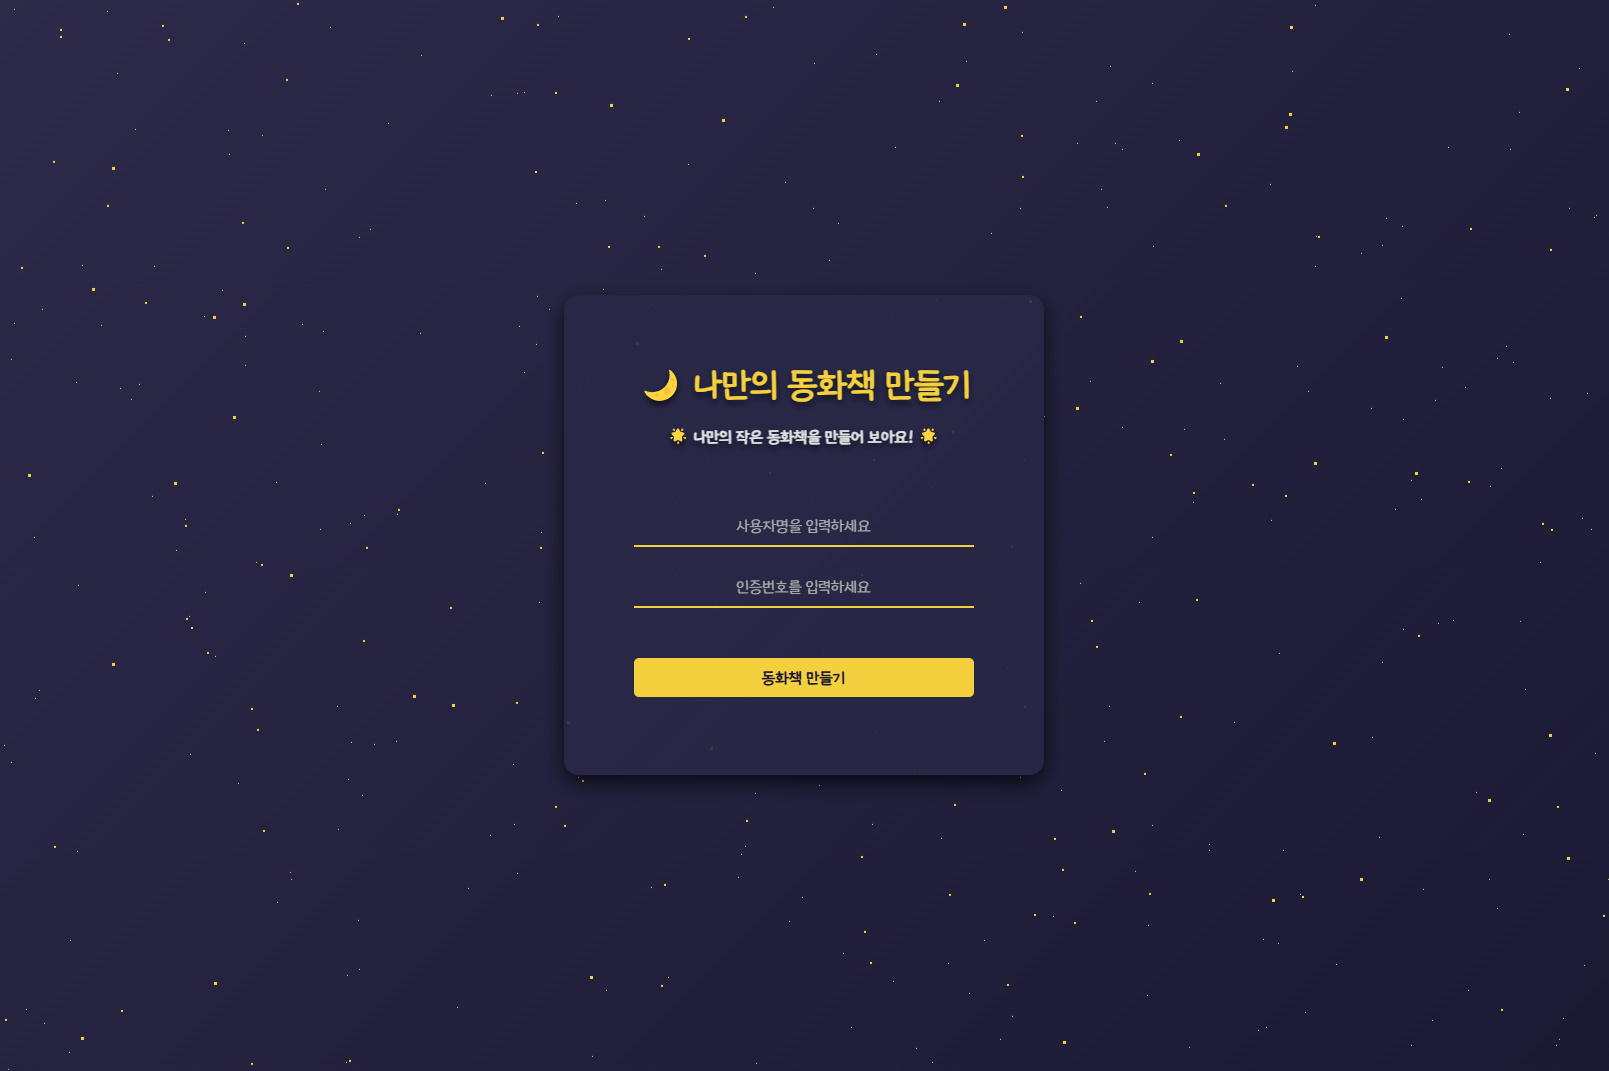 🌙 나만의 동화책 만들기
🌟 나만의 작은 동화책을 만들어 보아요! 🌟
사용자명을 입력하세요
인증번호를 입력하세요
동화책 만들기